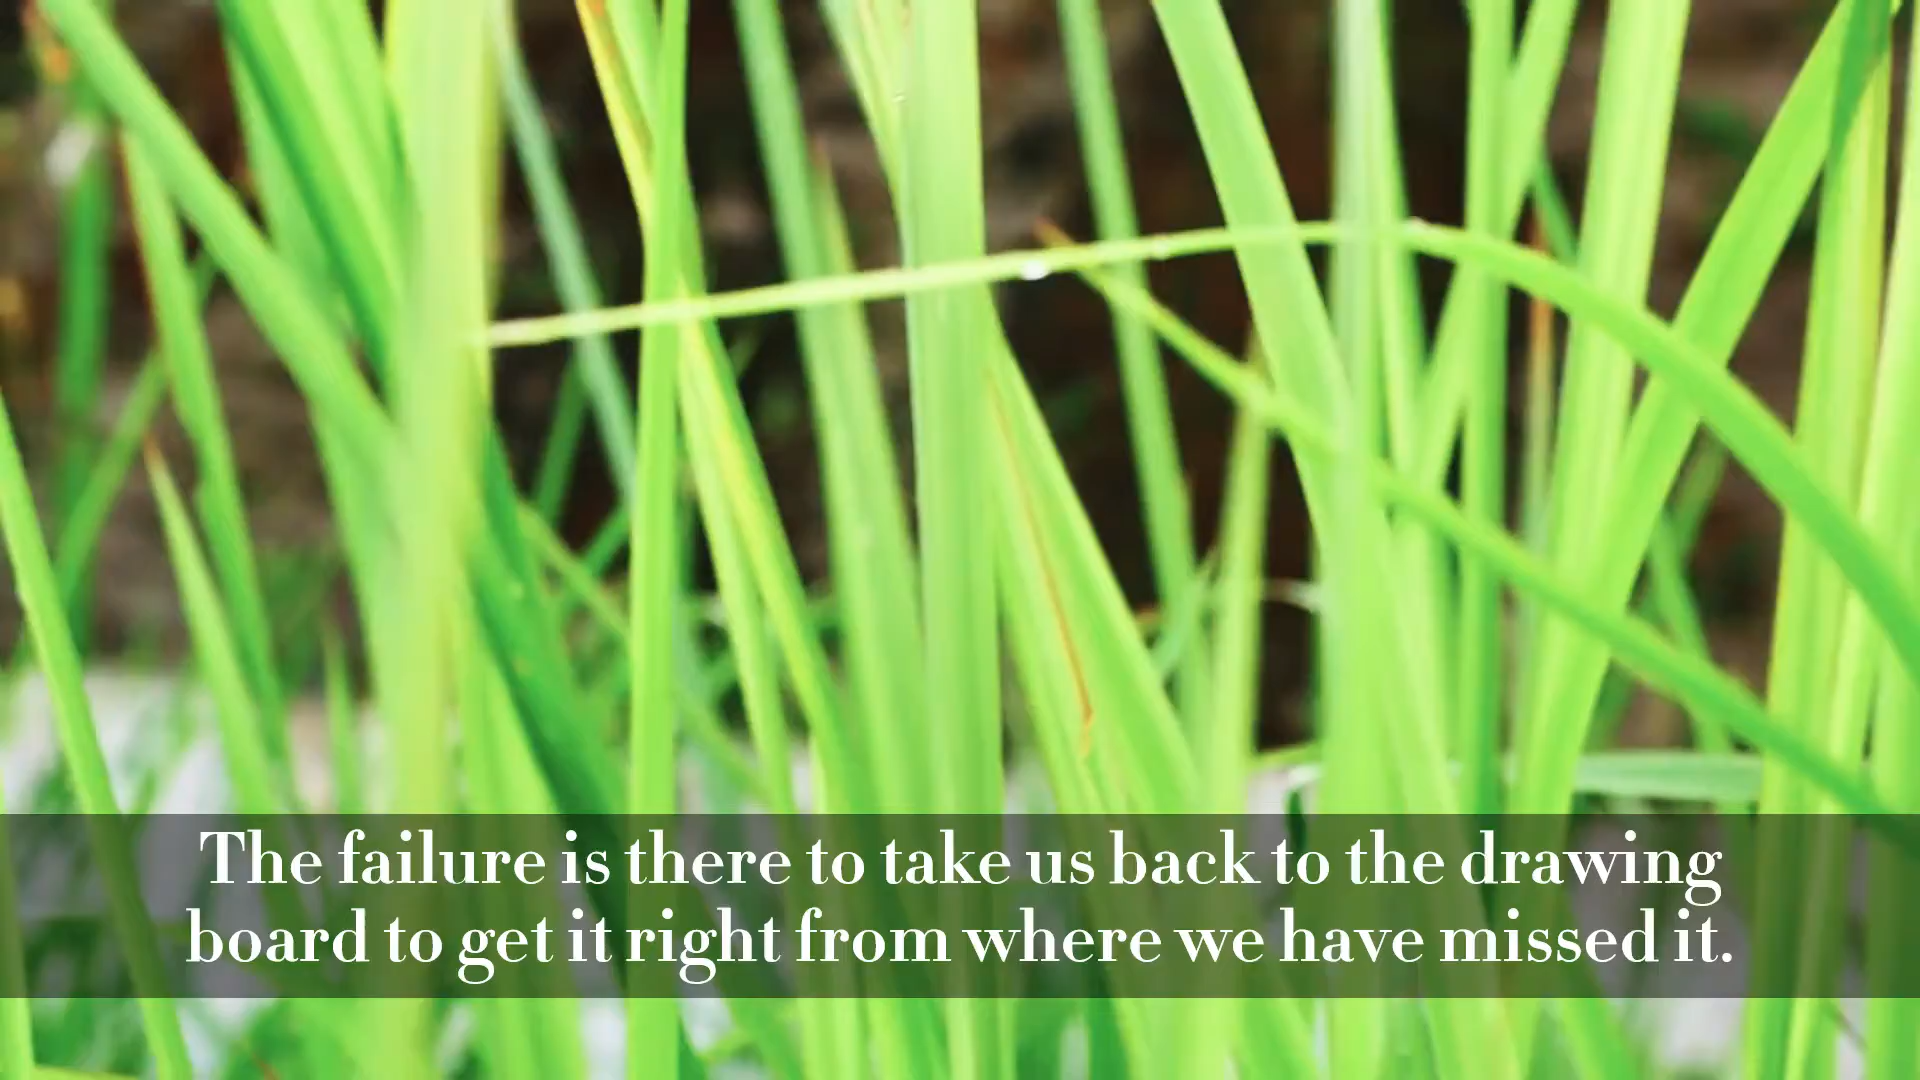 The failure is there to take us back to the drawing
board to get it right from where we have missed it.